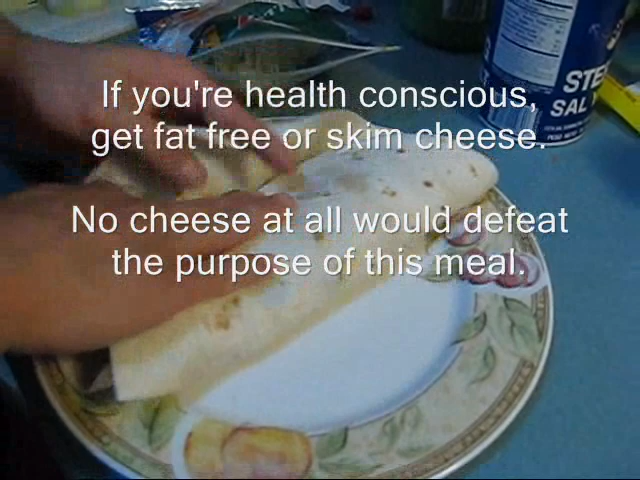 If you're health conscious,
get fat free or skim cheese.
No cheese at all would defeat
the purpose of this meal.
SAL